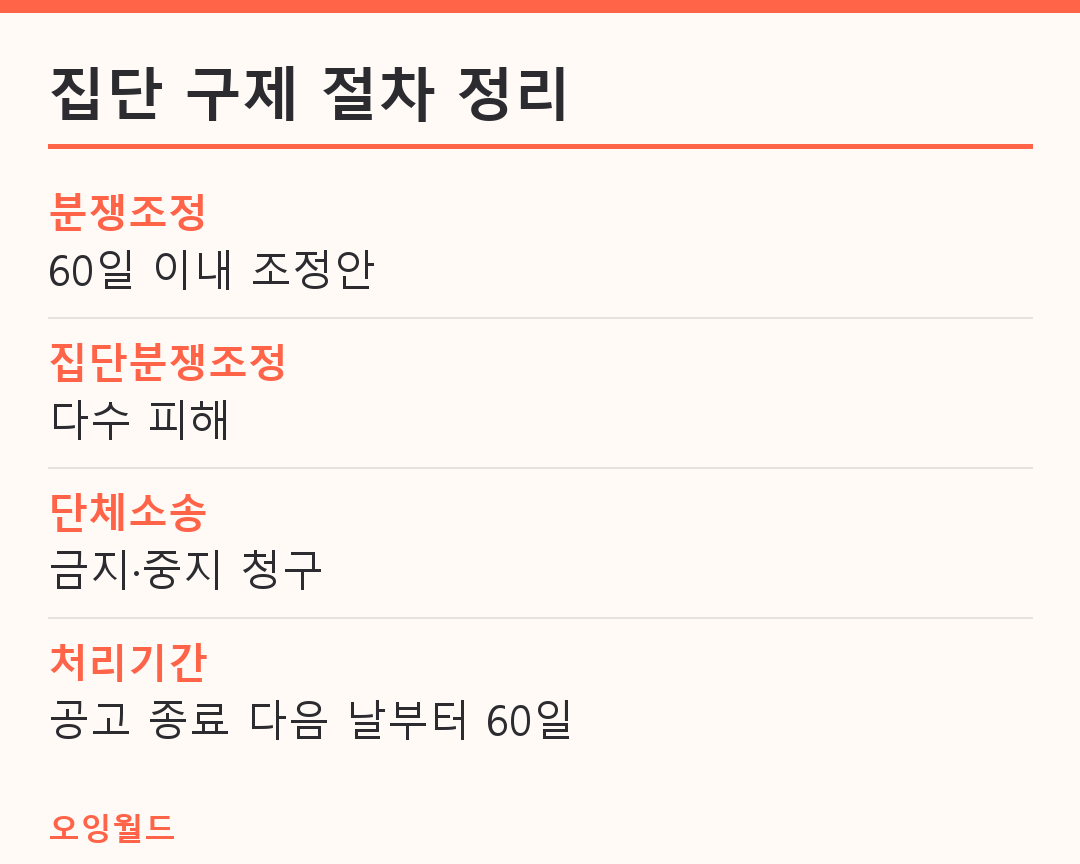 집단 구제 절차 정리
분쟁조정
60일 이내 조정안
집단분쟁조정
다수 피해
단체소송
금지·중지 청구
처리기간
공고 종료 다음 날부터 60일
오잉월드